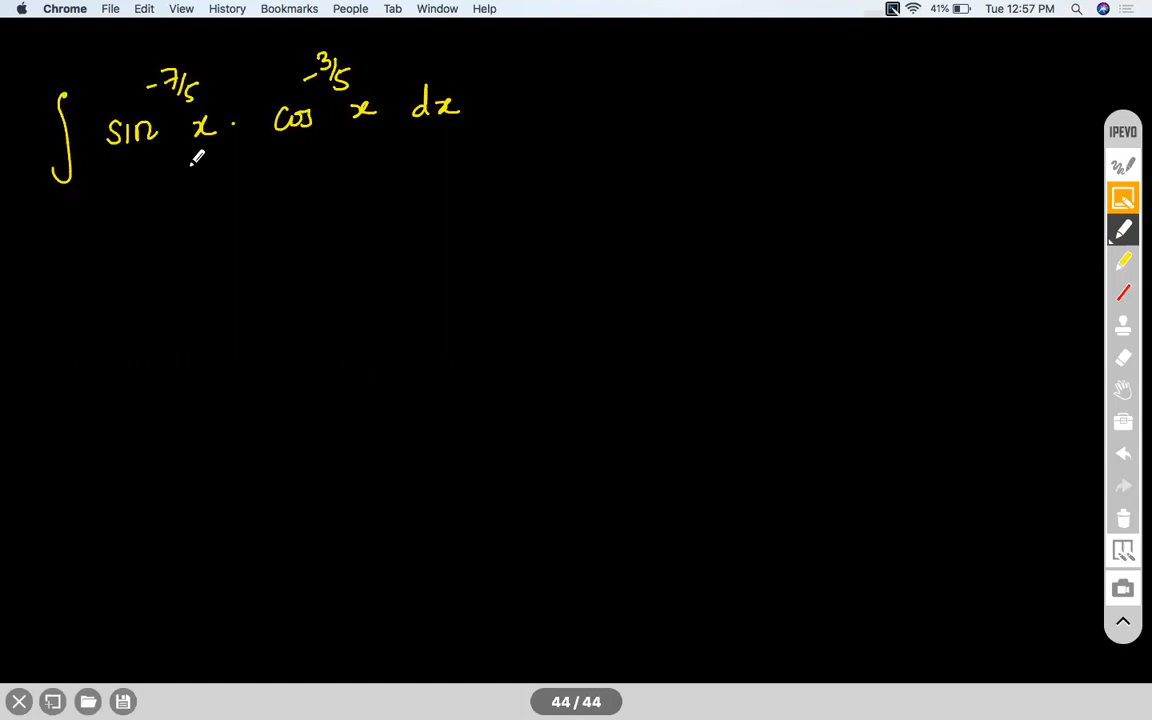 Chrome File Edit View History Bookmarks People Tab Window Help 41% Tue 12:57 PM
∫ sin^{-7/5} x · cos^{-3/5} x dx
IPEVO
44 / 44